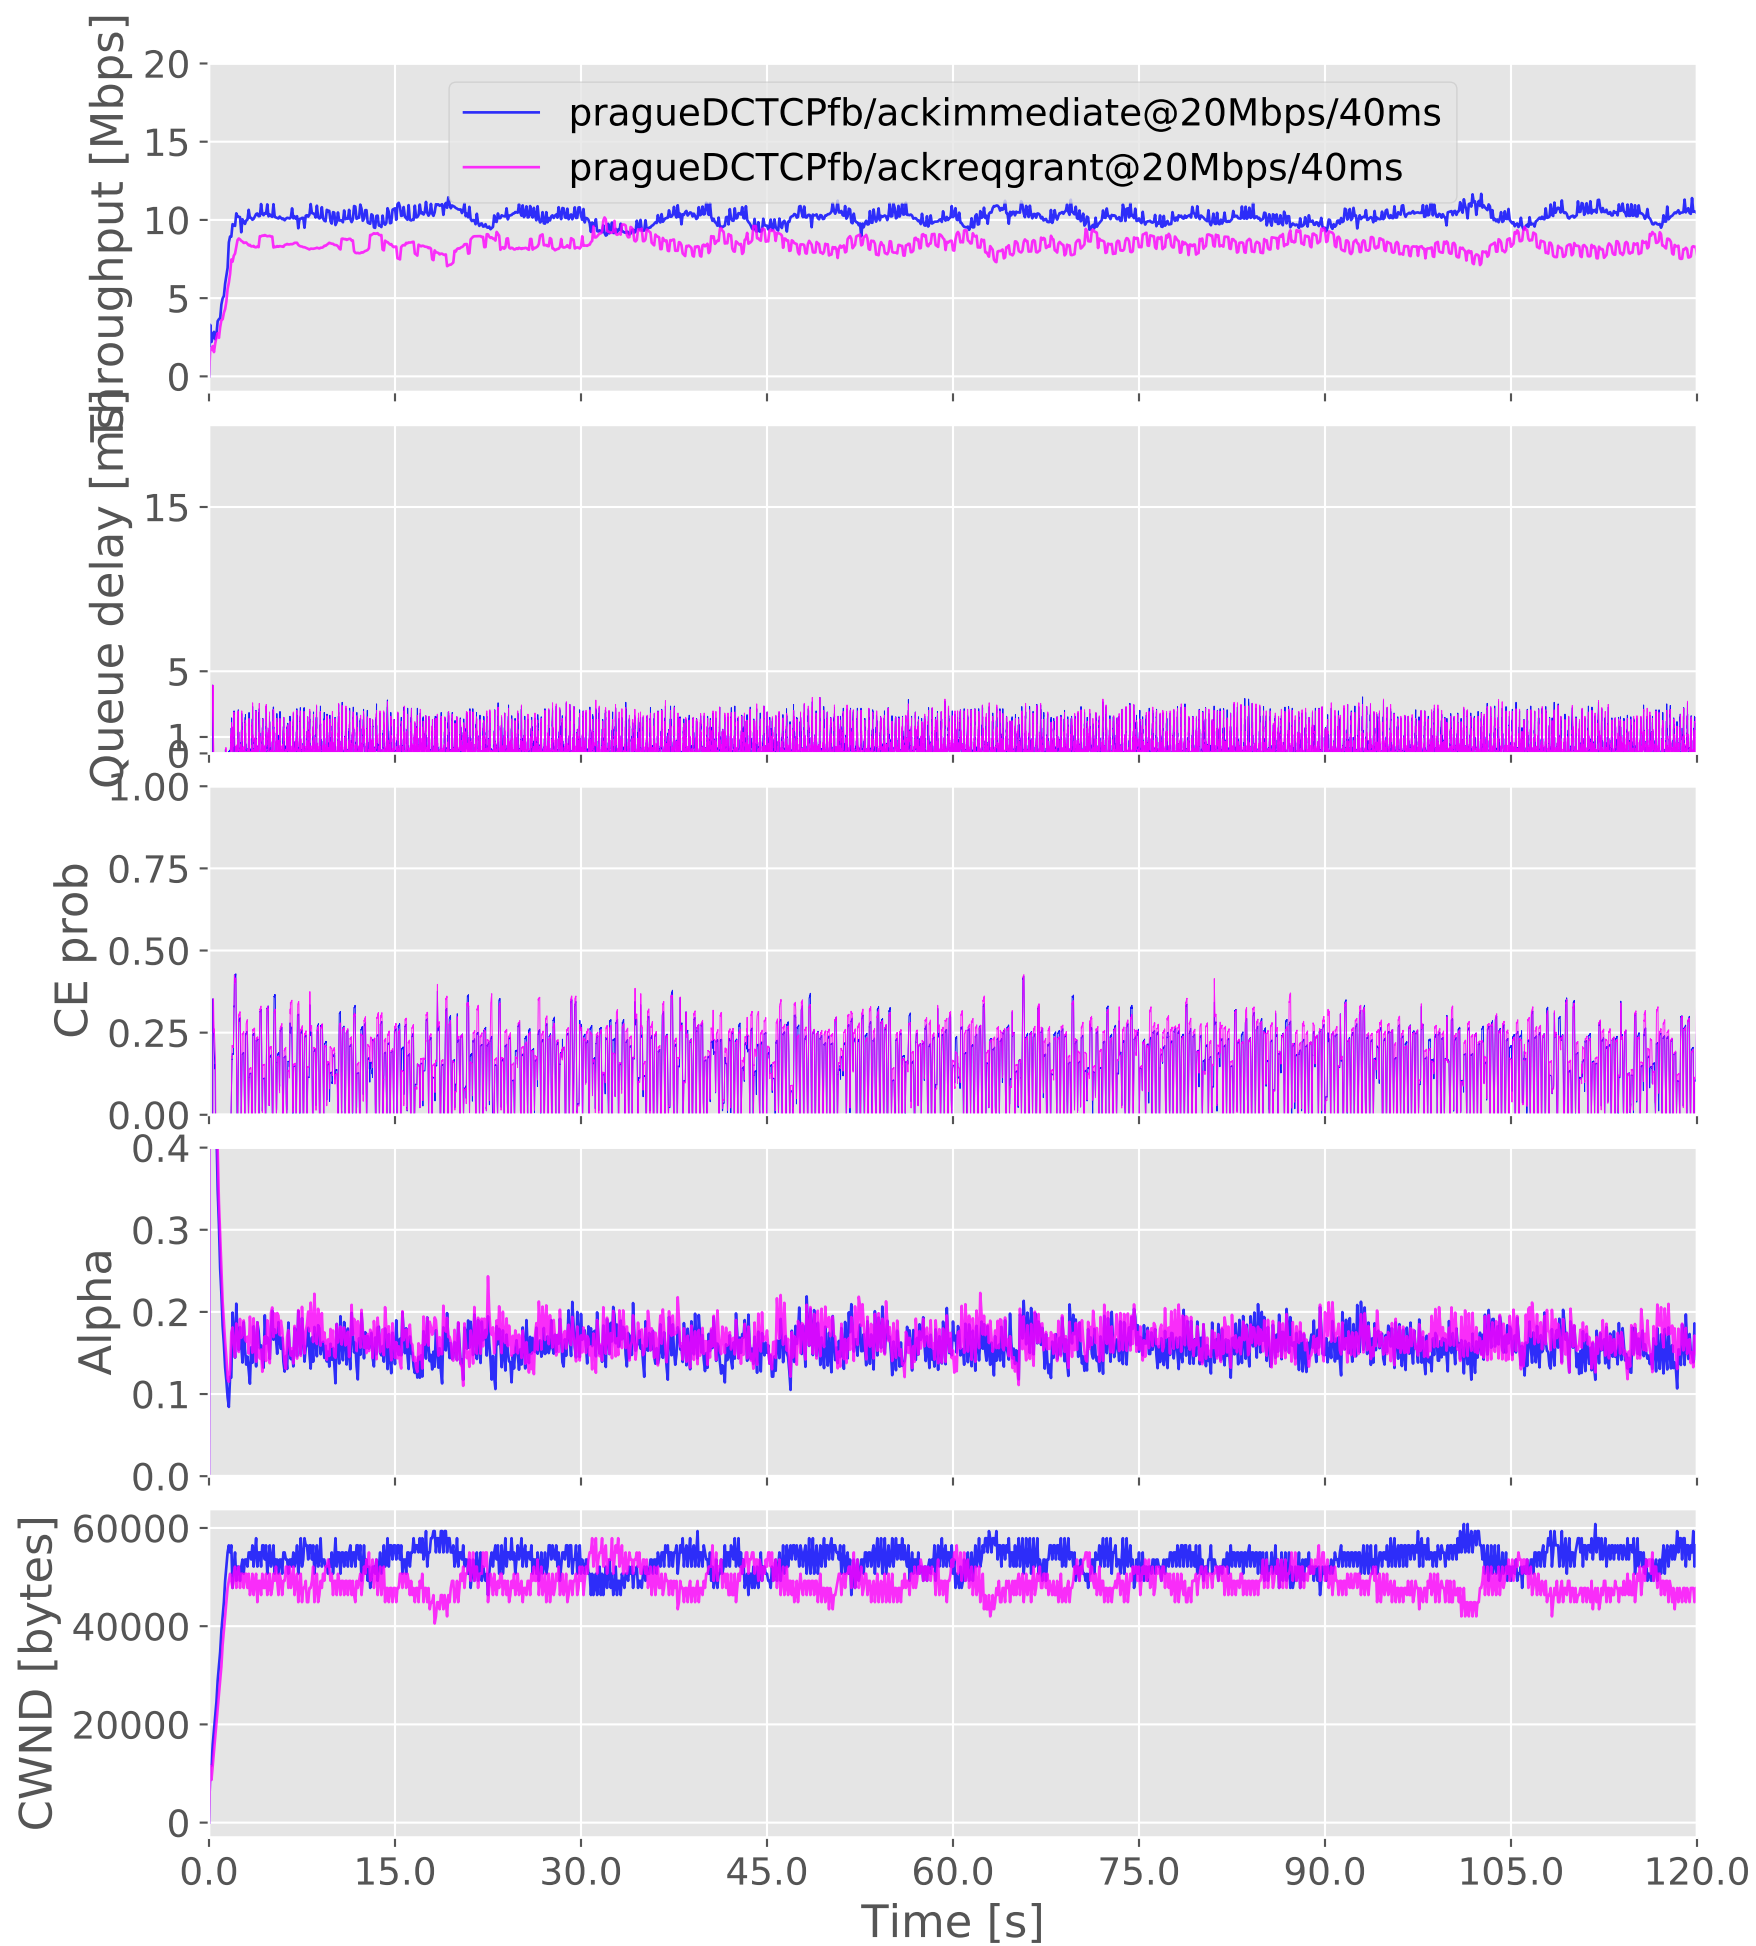 Throughput [Mbps]
20
15
10
5
0
pragueDCTCPfb/ackimmediate@20Mbps/40ms
pragueDCTCPfb/ackreqgrant@20Mbps/40ms
Queue delay [ms]
15
5
1
0
CE prob
1.00
0.75
0.50
0.25
0.00
Alpha
0.4
0.3
0.2
0.1
0.0
CWND [bytes]
60000
40000
20000
0
0.0 15.0 30.0 45.0 60.0 75.0 90.0 105.0 120.0
Time [s]